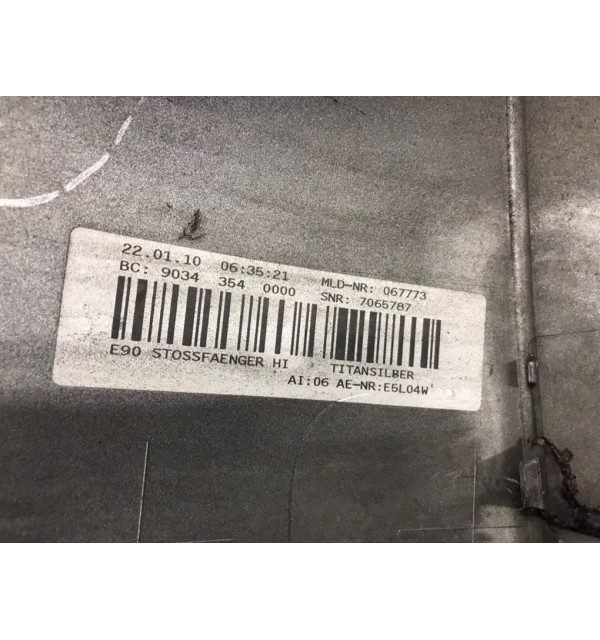 22.01.10 06:35:21 MLD-NR: 067773
BC: 9034 354 0000 SNR: 7065787
E90 STOSSFAENGER HI TITANSILBER
AI:06 AE-NR:E5L04W